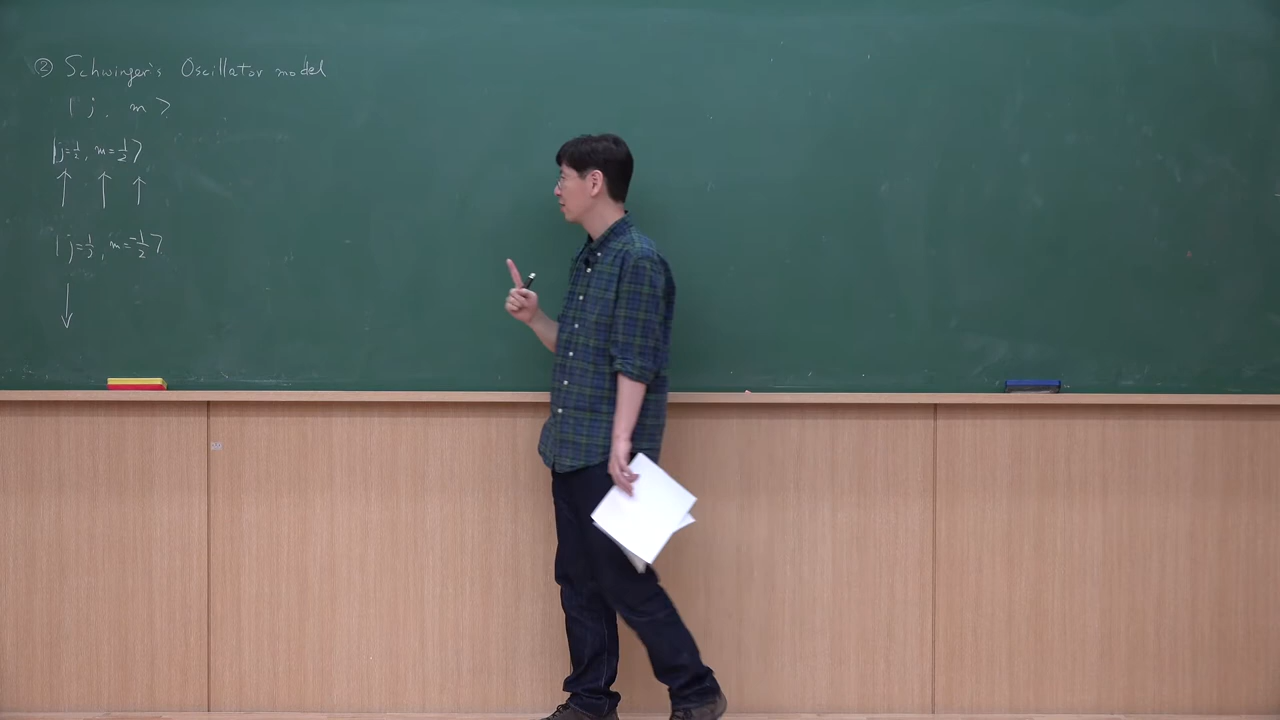 ② Schwinger's Oscillator model
| j, m >
| j=1/2, m=1/2 >
↑ ↑ ↑
| j=1/2, m=-1/2 >
↓